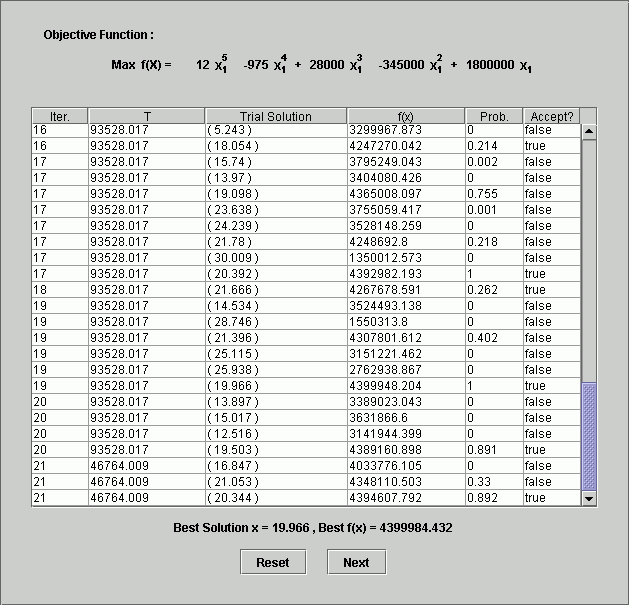 Objective Function :
Max f(X) = 12 x₁⁵ -975 x₁⁴ + 28000 x₁³ -345000 x₁² + 1800000 x₁
Iter. T Trial Solution f(x) Prob. Accept?
16 93528.017 ( 5.243 ) 3299967.873 0 false
16 93528.017 ( 18.054 ) 4247270.042 0.214 true
17 93528.017 ( 15.74 ) 3795249.043 0.002 false
17 93528.017 ( 13.97 ) 3404080.426 0 false
17 93528.017 ( 19.098 ) 4365008.097 0.755 false
17 93528.017 ( 23.638 ) 3755059.417 0.001 false
17 93528.017 ( 24.239 ) 3528148.259 0 false
17 93528.017 ( 21.78 ) 4248692.8 0.218 false
17 93528.017 ( 30.009 ) 1350012.573 0 false
17 93528.017 ( 20.392 ) 4392982.193 1 true
18 93528.017 ( 21.666 ) 4267678.591 0.262 true
19 93528.017 ( 14.534 ) 3524493.138 0 false
19 93528.017 ( 28.746 ) 1550313.8 0 false
19 93528.017 ( 21.396 ) 4307801.612 0.402 false
19 93528.017 ( 25.115 ) 3151221.462 0 false
19 93528.017 ( 25.938 ) 2762938.867 0 false
19 93528.017 ( 19.966 ) 4399948.204 1 true
20 93528.017 ( 13.897 ) 3389023.043 0 false
20 93528.017 ( 15.017 ) 3631866.6 0 false
20 93528.017 ( 12.516 ) 3141944.399 0 false
20 93528.017 ( 19.503 ) 4389160.898 0.891 true
21 46764.009 ( 16.847 ) 4033776.105 0 false
21 46764.009 ( 21.053 ) 4348110.503 0.33 false
21 46764.009 ( 20.344 ) 4394607.792 0.892 true
Best Solution x = 19.966 , Best f(x) = 4399984.432
Reset Next